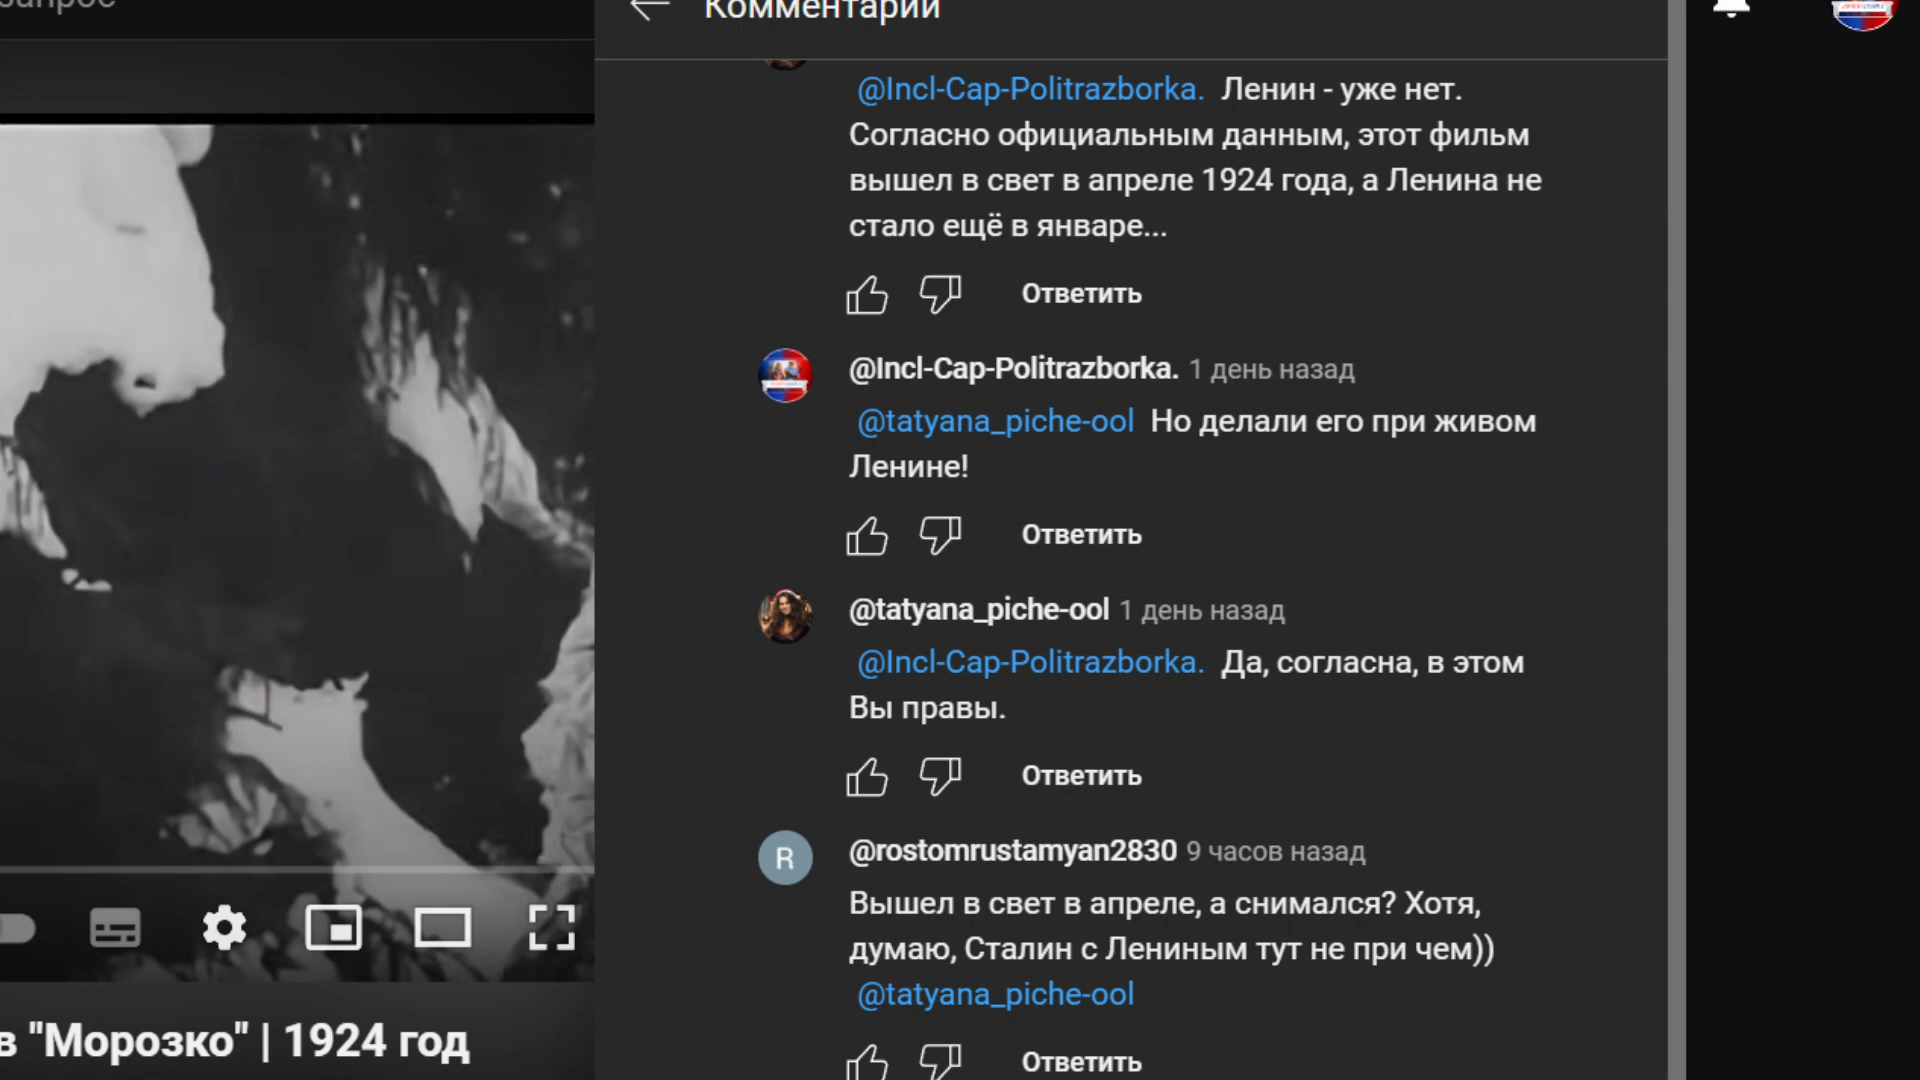 запрос
Комментарии
@Incl-Cap-Politrazborka. Ленин - уже нет.
Согласно официальным данным, этот фильм
вышел в свет в апреле 1924 года, а Ленина не
стало ещё в январе...
Ответить
@Incl-Cap-Politrazborka. 1 день назад
@tatyana_piche-ool Но делали его при живом
Ленине!
Ответить
@tatyana_piche-ool 1 день назад
@Incl-Cap-Politrazborka. Да, согласна, в этом
Вы правы.
Ответить
R
@rostomrustamyan2830 9 часов назад
Вышел в свет в апреле, а снимался? Хотя,
думаю, Сталин с Лениным тут не при чем))
@tatyana_piche-ool
Ответить
в "Морозко" | 1924 год